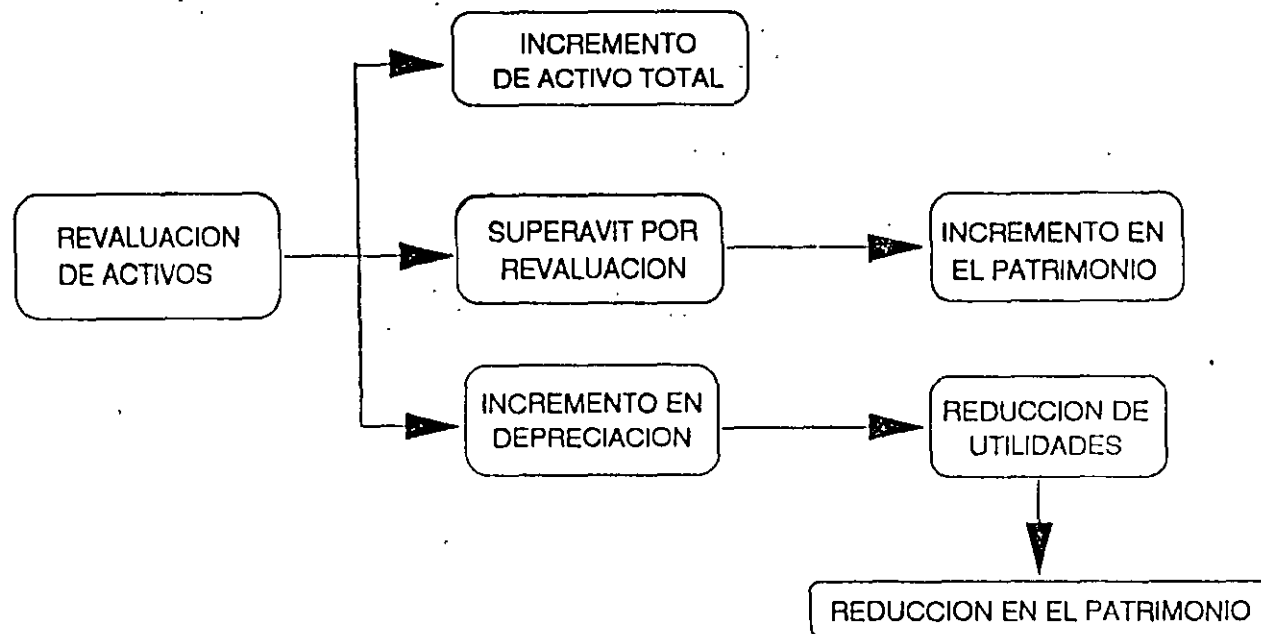 INCREMENTO
DE ACTIVO TOTAL
REVALUACION
DE ACTIVOS
SUPERAVIT POR
REVALUACION
INCREMENTO EN
EL PATRIMONIO
INCREMENTO EN
DEPRECIACION
REDUCCION DE
UTILIDADES
REDUCCION EN EL PATRIMONIO